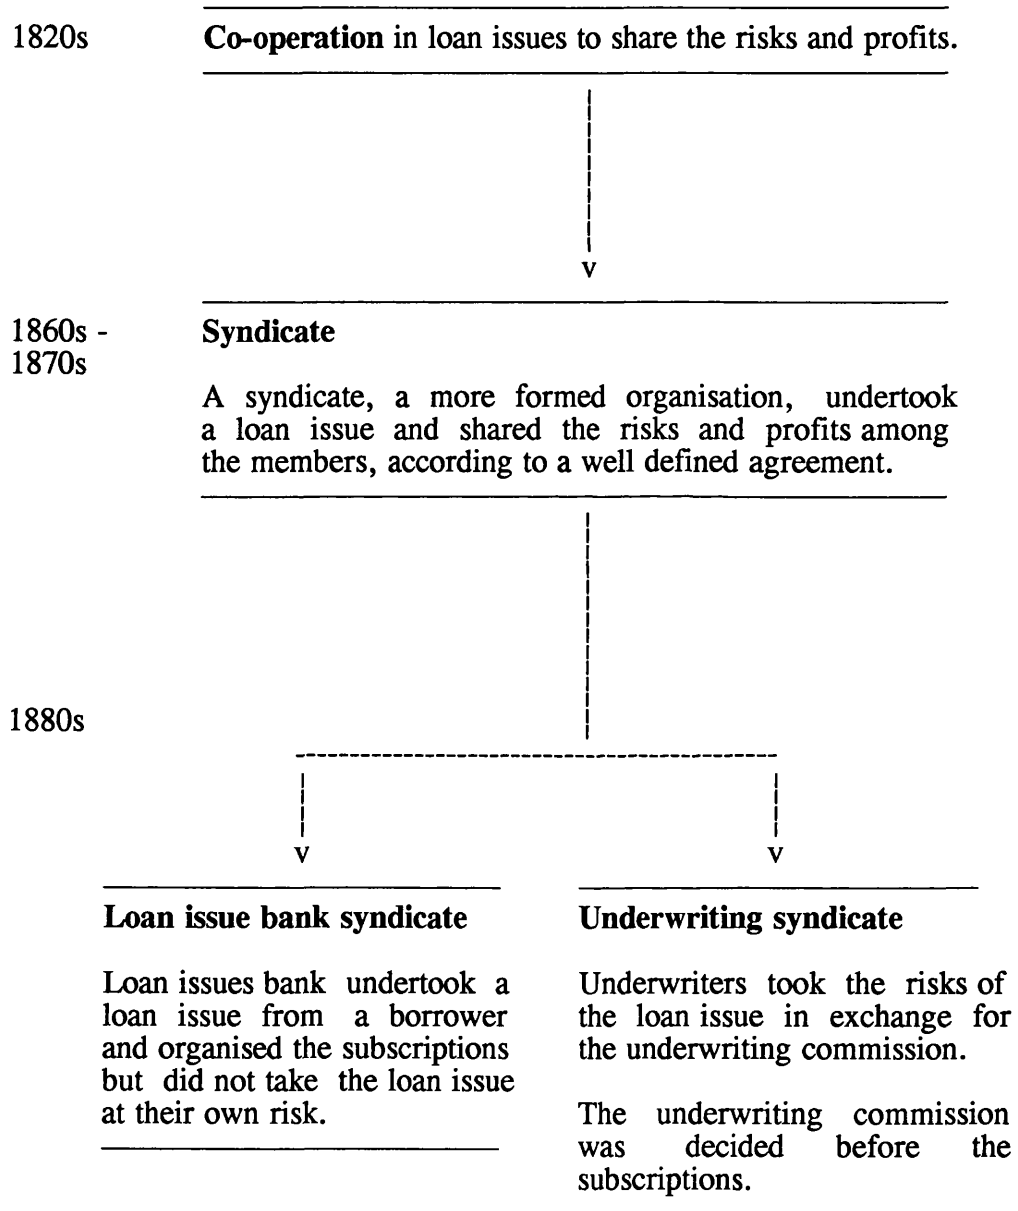 1820s
Co-operation in loan issues to share the risks and profits.
v
1860s -
1870s
Syndicate
A syndicate, a more formed organisation, undertook
a loan issue and shared the risks and profits among
the members, according to a well defined agreement.
1880s
v
v
Loan issue bank syndicate
Loan issues bank undertook a
loan issue from a borrower
and organised the subscriptions
but did not take the loan issue
at their own risk.
Underwriting syndicate
Underwriters took the risks of
the loan issue in exchange for
the underwriting commission.
The underwriting commission
was decided before the
subscriptions.